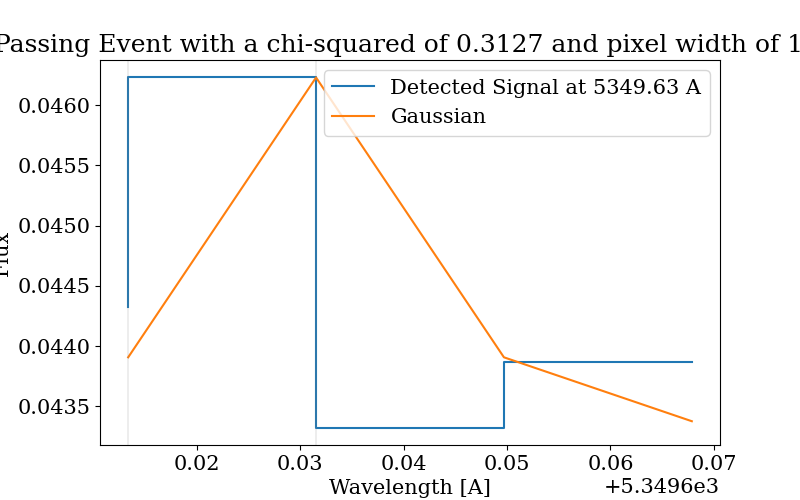 Passing Event with a chi-squared of 0.3127 and pixel width of 1
Detected Signal at 5349.63 A
Gaussian
Flux
0.0460
0.0455
0.0450
0.0445
0.0440
0.0435
0.02
0.03
0.04
0.05
0.06
0.07
Wavelength [A]
+5.3496e3